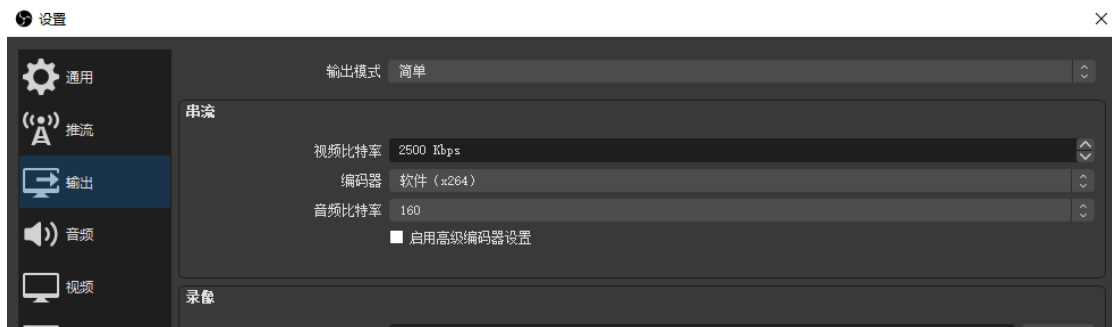 设置
通用
推流
输出
音频
视频
输出模式 简单
串流
视频比特率 2500 Kbps
编码器 软件（x264）
音频比特率 160
启用高级编码器设置
录像